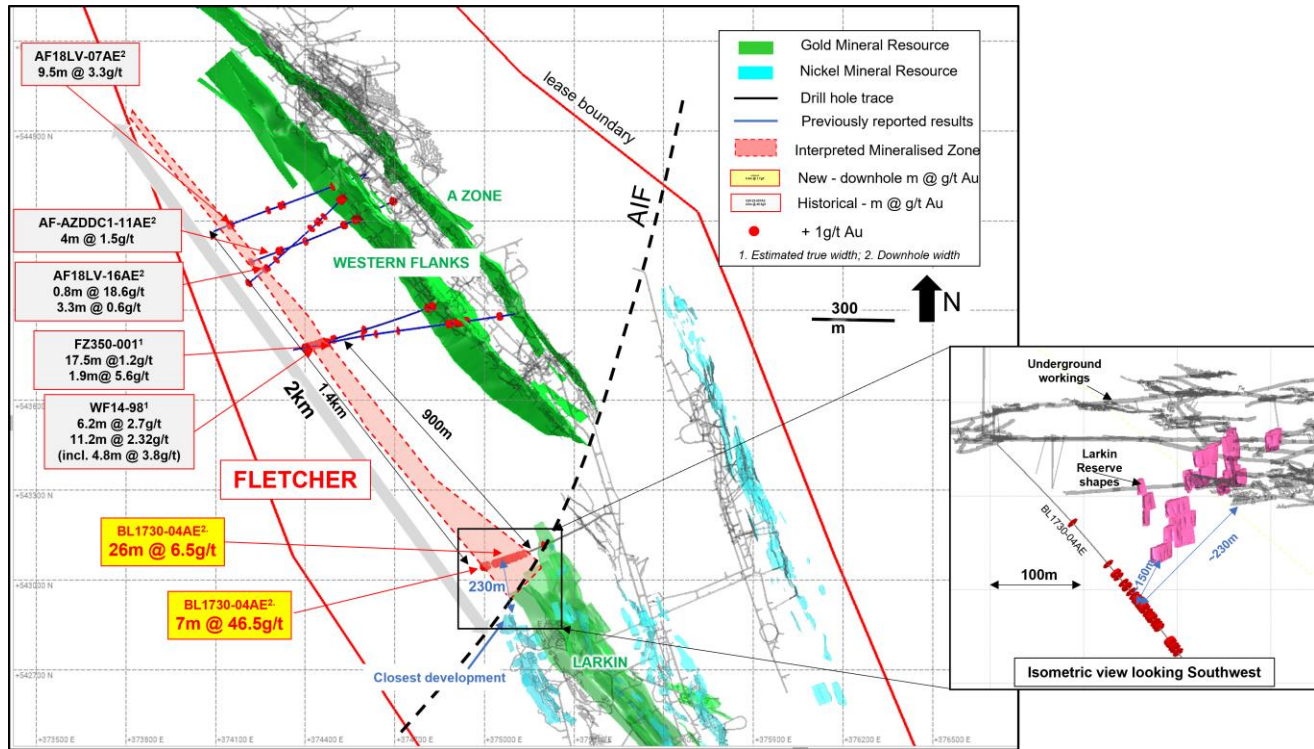 AF18LV-07AE2
9.5m @ 3.3g/t
AF-AZDDC1-11AE2
4m @ 1.5g/t
AF18LV-16AE2
0.8m @ 18.6g/t
3.3m @ 0.6g/t
FZ350-0011
17.5m @1.2g/t
1.9m@ 5.6g/t
WF14-981
6.2m @ 2.7g/t
11.2m @ 2.32g/t
(incl. 4.8m @ 3.8g/t)
FLETCHER
BL1730-04AE2.
26m @ 6.5g/t
BL1730-04AE2.
7m @ 46.5g/t
Closest development
230m
2km
1.4km
900m
A ZONE
WESTERN FLANKS
LARKIN
AIF
lease boundary
Gold Mineral Resource
Nickel Mineral Resource
Drill hole trace
Previously reported results
Interpreted Mineralised Zone
New - downhole m @ g/t Au
Historical - m @ g/t Au
+ 1g/t Au
1. Estimated true width; 2. Downhole width
N
300
m
+544900 N
+543300 N
+543000 N
+542700 N
+373500 E
+373800 E
+374100 E
+374400 E
+375000 E
+375900 E
+376200 E
+376500 E
Underground
workings
Larkin
Reserve
shapes
BL1730-04AE
100m
~150m
~230m
Isometric view looking Southwest